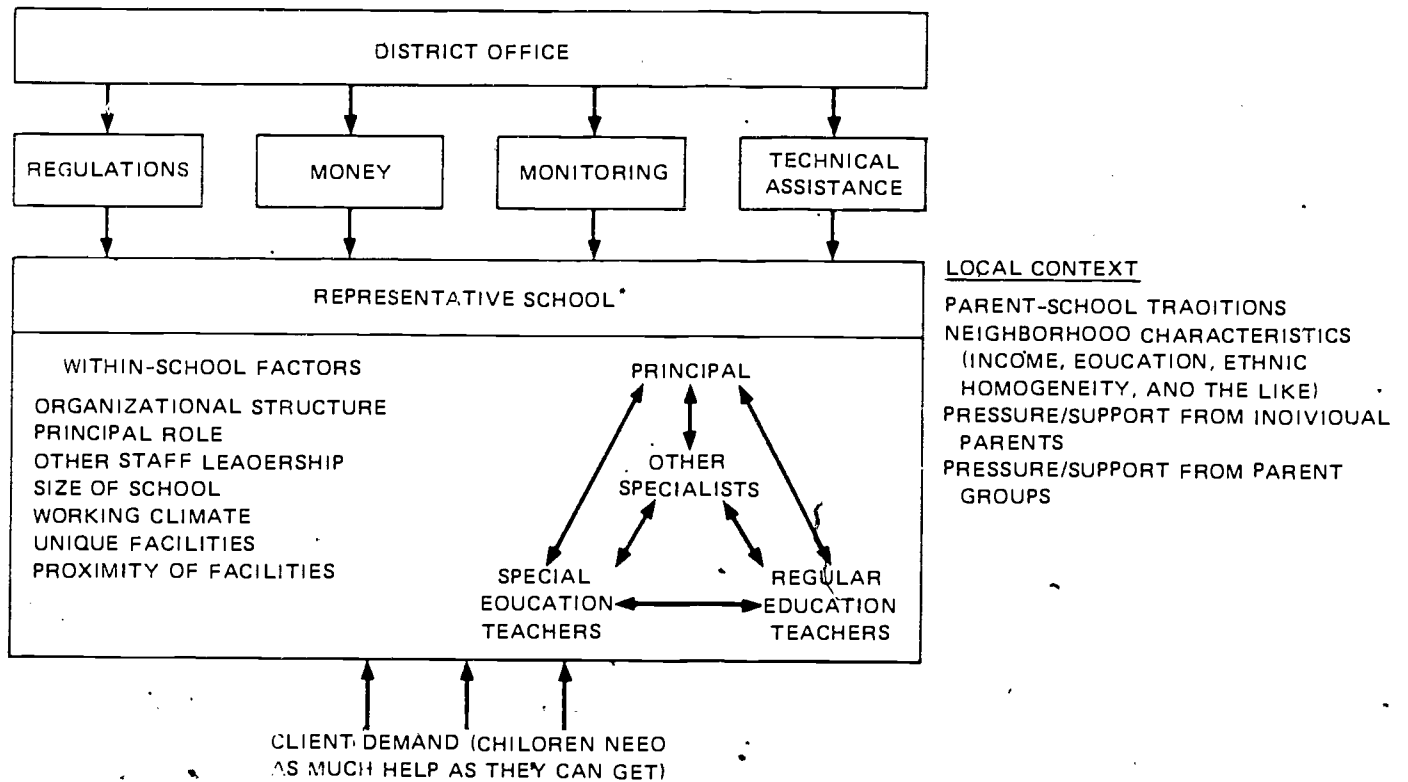 DISTRICT OFFICE
REGULATIONS
MONEY
MONITORING
TECHNICAL
ASSISTANCE
REPRESENTATIVE SCHOOL*
WITHIN-SCHOOL FACTORS
ORGANIZATIONAL STRUCTURE
PRINCIPAL ROLE
OTHER STAFF LEAOERSHIP
SIZE OF SCHOOL
WORKING CLIMATE
UNIQUE FACILITIES
PROXIMITY OF FACILITIES
PRINCIPAL
OTHER
SPECIALISTS
SPECIAL
EOUCATION
TEACHERS
REGULAR
EDUCATION
TEACHERS
LOCAL CONTEXT
PARENT-SCHOOL TRAOITIONS
NEIGHBORHOOO CHARACTERISTICS
(INCOME, EOUCATION, ETHNIC
HOMOGENEITY, ANO THE LIKE)
PRESSURE/SUPPORT FROM INOIVIOUAL
PARENTS
PRESSURE/SUPPORT FROM PARENT
GROUPS
CLIENT DEMAND (CHILOREN NEEO
AS MUCH HELP AS THEY CAN GET)